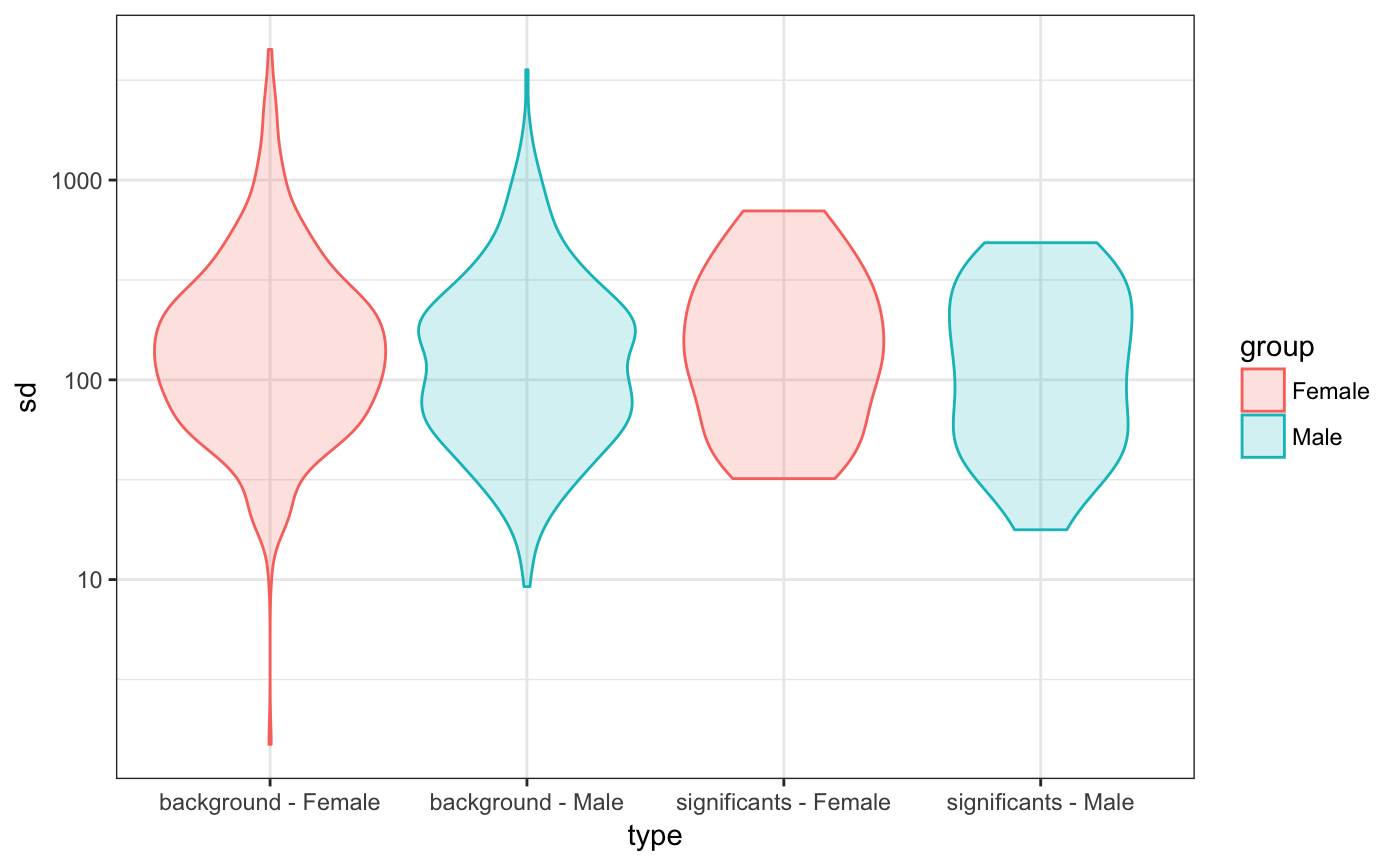 sd
1000
100
10
background - Female
background - Male
significants - Female
significants - Male
type
group
Female
Male